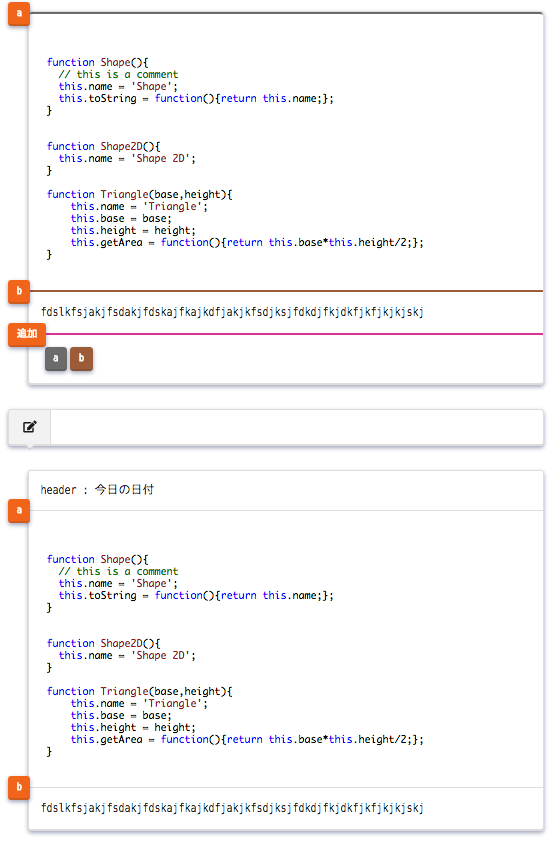 a
function Shape(){
  // this is a comment
  this.name = 'Shape';
  this.toString = function(){return this.name;};
}
function Shape2D(){
  this.name = 'Shape 2D';
}
function Triangle(base,height){
    this.name = 'Triangle';
    this.base = base;
    this.height = height;
    this.getArea = function(){return this.base*this.height/2;};
}
b
fdslkfsjakjfsdakjfdskajfkajkdfjakjkfsdjksjfdkdjfkjdkfjkfjkjkjskj
追加
a b
header : 今日の日付
a
function Shape(){
  // this is a comment
  this.name = 'Shape';
  this.toString = function(){return this.name;};
}
function Shape2D(){
  this.name = 'Shape 2D';
}
function Triangle(base,height){
    this.name = 'Triangle';
    this.base = base;
    this.height = height;
    this.getArea = function(){return this.base*this.height/2;};
}
b
fdslkfsjakjfsdakjfdskajfkajkdfjakjkfsdjksjfdkdjfkjdkfjkfjkjkjskj